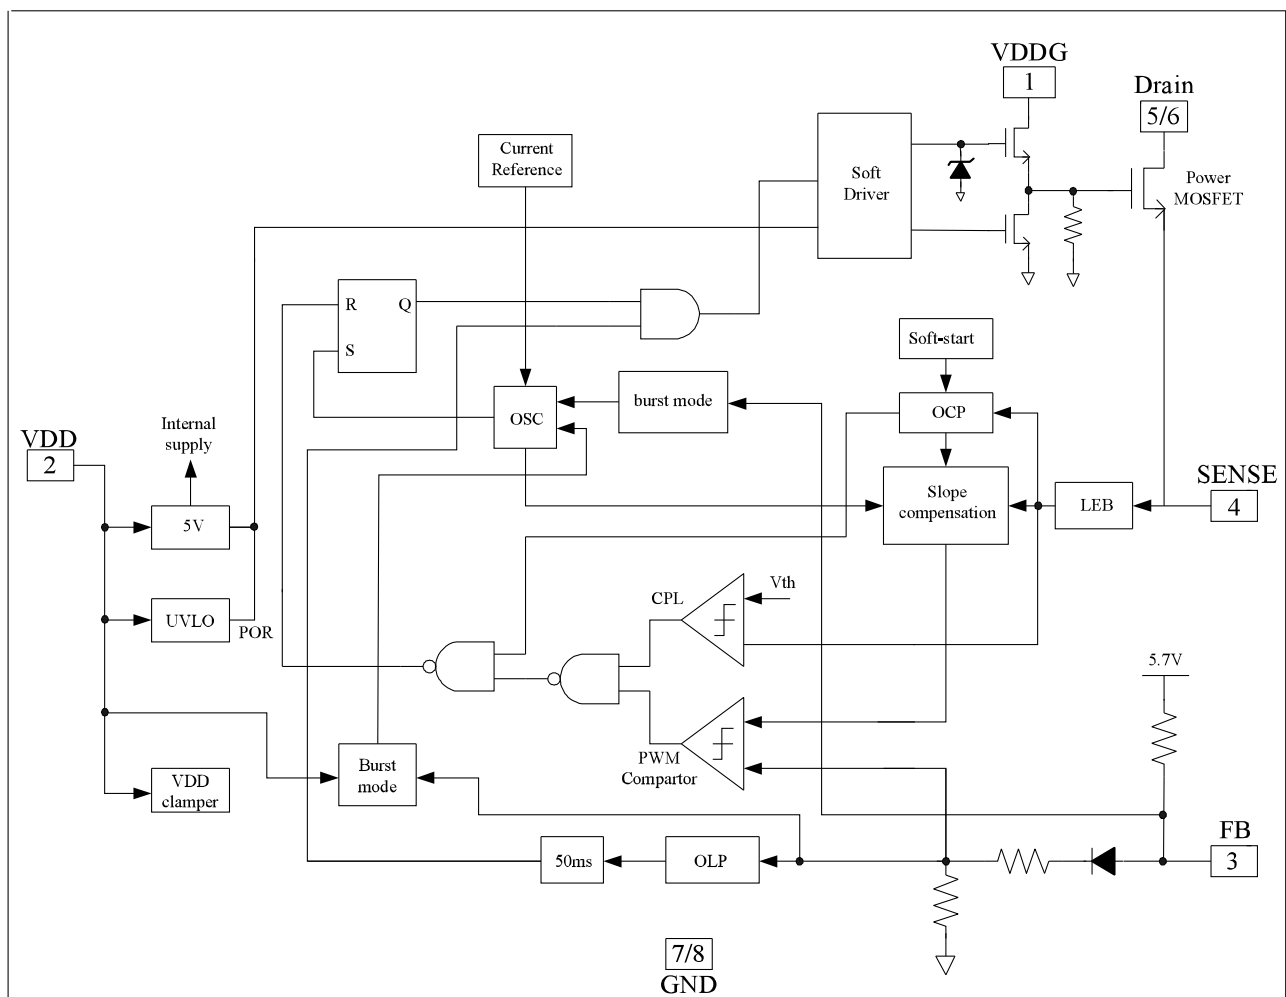 VDDG
1
Drain
5/6
Current
Reference
Soft
Driver
Power
MOSFET
R
Q
S
Soft-start
OSC
burst mode
OCP
Internal
supply
VDD
2
5V
Slope
compensation
LEB
SENSE
4
UVLO
POR
CPL
Vth
5.7V
PWM
Compartor
Burst
mode
VDD
clamper
50ms
OLP
FB
3
7/8
GND